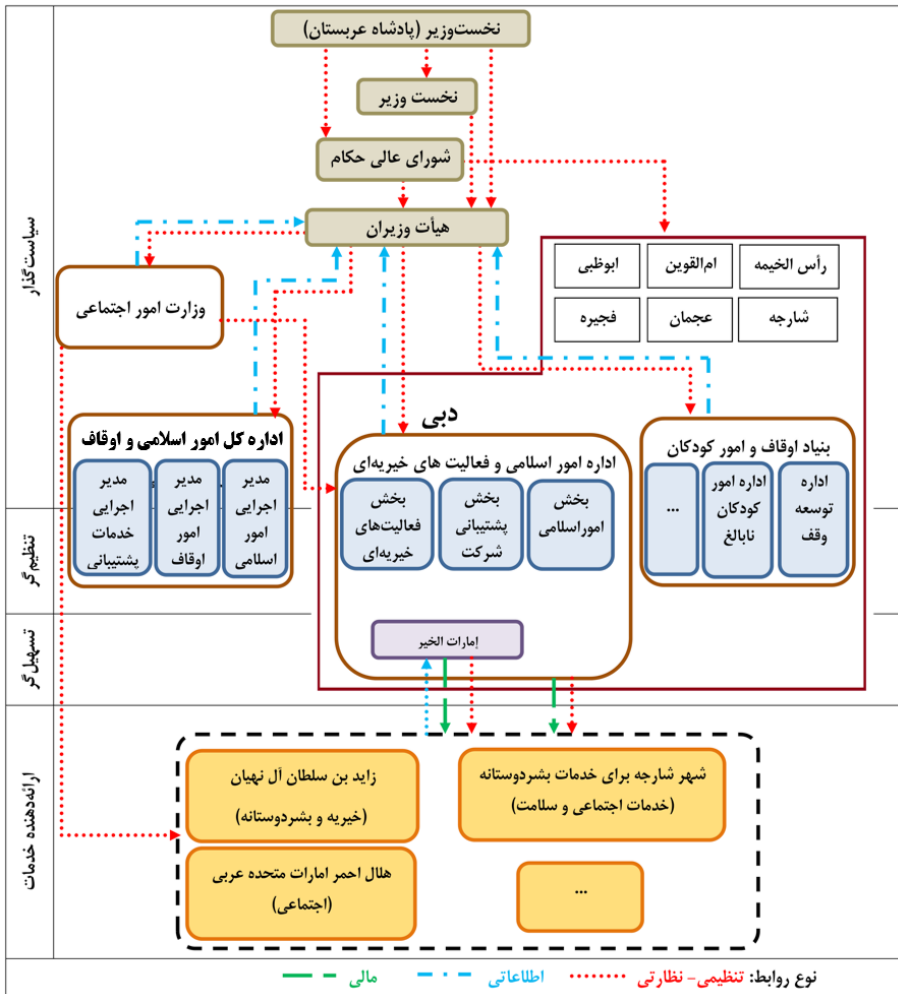 نخست‌وزیر (پادشاه عربستان)
نخست وزیر
شورای عالی حکام
هیأت وزیران
سیاست‌گذار
وزارت امور اجتماعی
رأس الخیمه
ام‌القوین
ابوظبی
شارجه
عجمان
فجیره
دبی
بنیاد اوقاف و امور کودکان
اداره
توسعه
وقف
اداره امور
کودکان
نابالغ
...
اداره امور اسلامی و فعالیت های خیریه‌ای
بخش
اموراسلامی
بخش
پشتیبانی
شرکت
بخش
فعالیت‌های
خیریه‌ای
اداره کل امور اسلامی و اوقاف
مدیر
اجرایی
امور
اسلامی
مدیر
اجرایی
امور
اوقاف
مدیر
اجرایی
خدمات
پشتیبانی
تنظیم‌گر
تسهیل‌گر
إمارات الخیر
ارائه‌دهنده خدمات
شهر شارجه برای خدمات بشردوستانه
(خدمات اجتماعی و سلامت)
زاید بن سلطان آل نهیان
(خیریه و بشردوستانه)
هلال احمر امارات متحده عربی
(اجتماعی)
...
نوع روابط: تنظیمی- نظارتی اطلاعاتی مالی